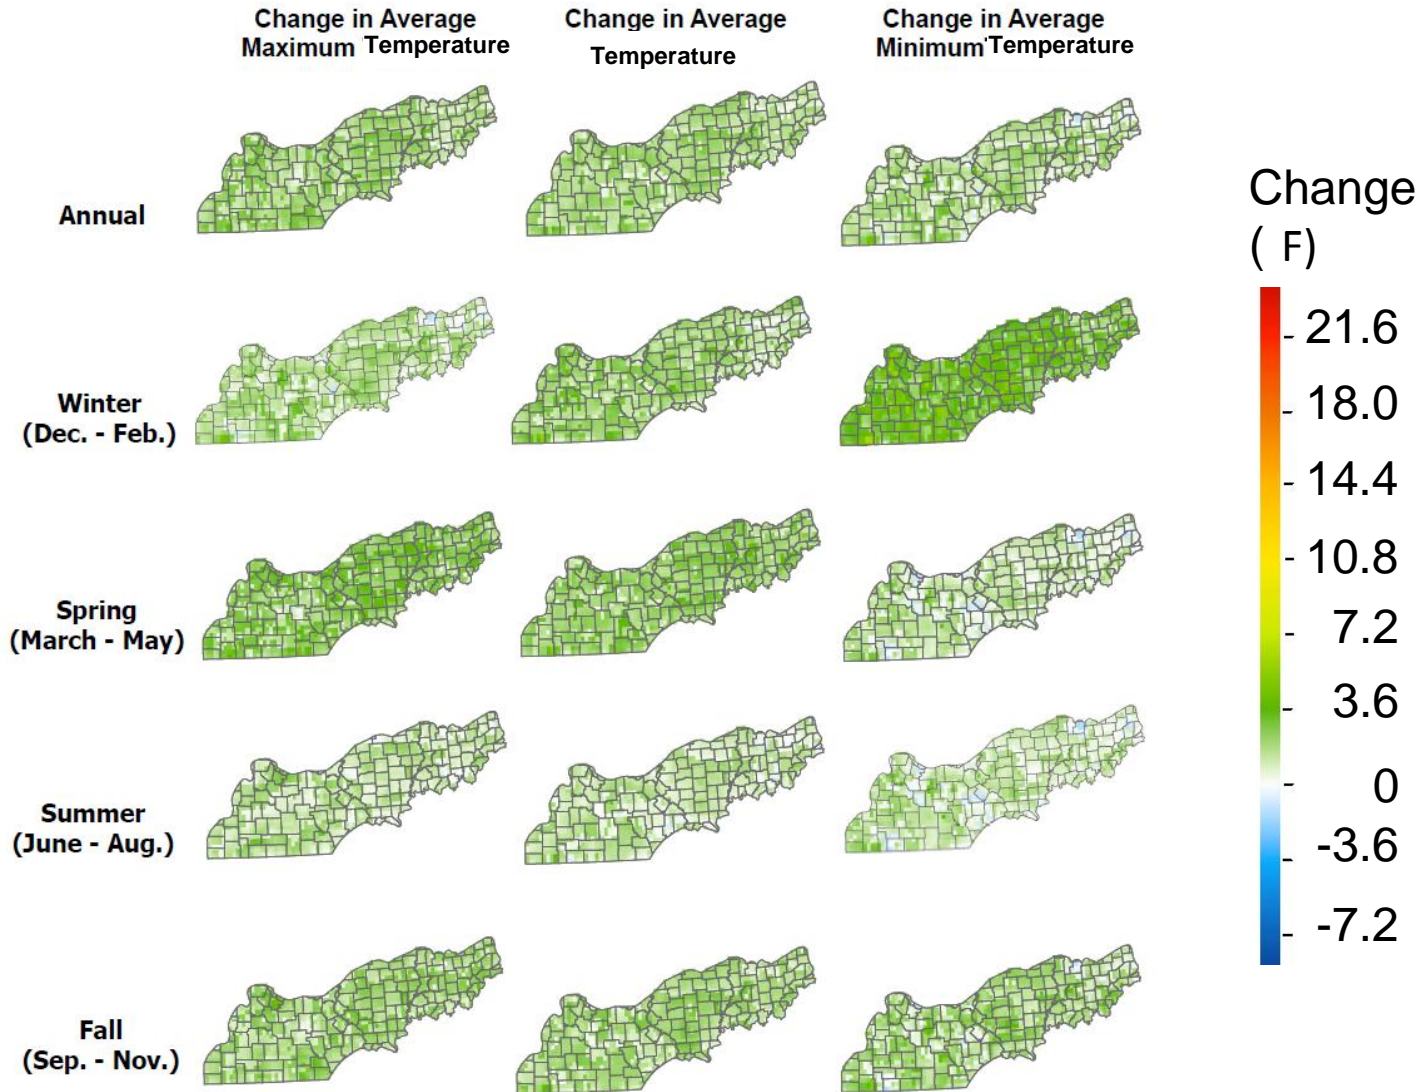 Change in Average
Maximum Temperature
Change in Average
Temperature
Change in Average
Minimum Temperature
Annual
Winter
(Dec. - Feb.)
Spring
(March - May)
Summer
(June - Aug.)
Fall
(Sep. - Nov.)
Change
( F)
21.6
18.0
14.4
10.8
7.2
3.6
0
-3.6
-7.2